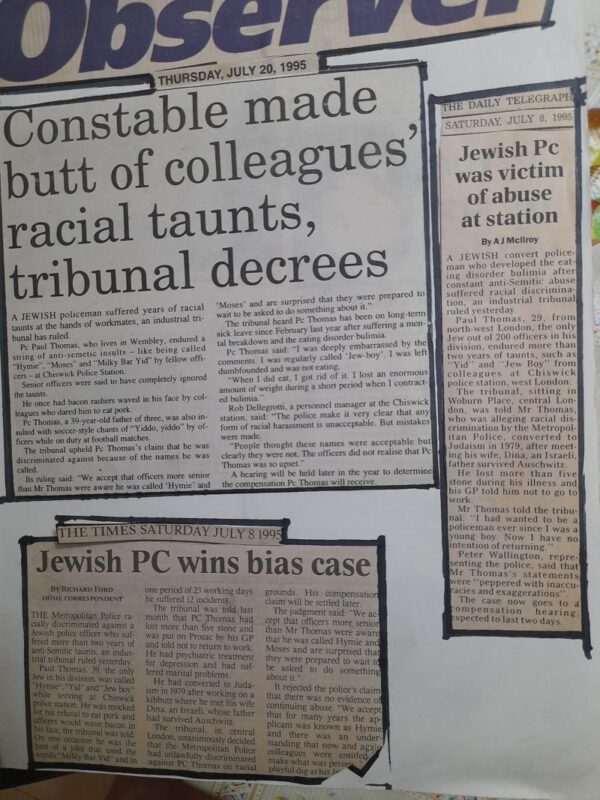 Observer
THURSDAY, JULY 20, 1995
Constable made
butt of colleagues'
racial taunts,
tribunal decrees
A JEWISH policeman suffered years of racial
taunts at the hands of workmates, an industrial tri-
bunal has ruled.
Pc Paul Thomas, who lives in Wembley, endured a
string of anti-semetic insults – like being called
"Hymie", "Moses" and "Milky Bar Yid" by fellow offi-
cers – at Chiswick Police Station.
Senior officers were said to have completely ignored
the taunts.
He once had bacon rashers waved in his face by col-
leagues who dared him to eat pork.
Pc Thomas, a 39-year-old father of three, was also in-
sulted with soccer-style chants of "Yiddo, yiddo" by of-
ficers while on duty at football matches.
The tribunal upheld Pc Thomas's claim that he was
discriminated against because of the names he was
called.
Its ruling said: "We accept that officers more senior
than Mr Thomas were aware he was called 'Hymie' and
'Moses' and are surprised that they were prepared to
wait to be asked to do something about it."
The tribunal heard Pc Thomas has been on long-term
sick leave since February last year after suffering a men-
tal breakdown and the eating disorder bulimia.
Pc Thomas said: "I was deeply embarrassed by the
comments. I was regularly called 'Jew-boy'. I was left
dumbfounded and was not eating.
"When I did eat, I got rid of it. I lost an enormous
amount of weight during a short period when I contract-
ed bulimia."
Rob Dellegrotti, a personnel manager at the Chiswick
station, said: "The police make it very clear that any
form of racial harassment is unacceptable. But mistakes
were made.
"People thought these names were acceptable but
clearly they were not. The officers did not realise that Pc
Thomas was so upset."
A hearing will be held later in the year to determine
the compensation Pc Thomas will receive.
THE DAILY TELEGRAPH
SATURDAY, JULY 8, 1995
Jewish Pc
was victim
of abuse
at station
By A J McIlroy
A JEWISH convert police-
man who developed the eat-
ing disorder bulimia after
constant anti-Semitic abuse
suffered racial discrimina-
tion, an industrial tribunal
ruled yesterday.
Paul Thomas, 29, from
north-west London, the only
Jew out of 200 officers in his
division, endured more than
two years of taunts, such as
"Yid" and "Jew Boy" from
colleagues at Chiswick
police station, west London.
The tribunal, sitting in
Woburn Place, central Lon-
don, was told Mr Thomas,
who was alleging racial dis-
crimination by the Metropol-
itan Police, converted to
Judaism in 1979, after meet-
ing his wife, Dina, an Israeli,
father survived Auschwitz.
He lost more than five
stone during his illness and
his GP told him not to go to
work.
Mr Thomas told the tribu-
nal: "I had wanted to be a
policeman ever since I was a
young boy. Now I have no
intention of returning."
Peter Wallington, repre-
senting the police, said that
Mr Thomas's statements
were "peppered with inaccu-
racies and exaggerations".
The case now goes to a
compensation hearing,
expected to last two days.
THE TIMES SATURDAY JULY 8 1995
Jewish PC wins bias case
BY RICHARD FORD
HOME CORRESPONDENT
THE Metropolitan Police ra-
cially discriminated against a
Jewish police officer who suf-
fered more than two years of
anti-Semitic taunts, an indus-
trial tribunal ruled yesterday.
Paul Thomas, 39, the only
Jew in his division, was called
"Hymie", "Yid" and "Jew boy"
while serving at Chiswick
police station. He was mocked
for his refusal to eat pork and
officers would wave bacon in
his face, the tribunal was told.
On one occasion he was the
butt of a joke that used the
words "Milky Bar Yid" and in
one period of 23 working days
he suffered 12 incidents.
The tribunal was told last
month that PC Thomas had
lost more than five stone and
was put on Prozac by his GP
and told not to return to work.
He had psychiatric treatment
for depression and had suf-
fered marital problems.
He had converted to Juda-
ism in 1979 after working on a
kibbutz where he met his wife
Dina, an Israeli, whose father
had survived Auschwitz.
The tribunal, in central
London, unanimously decided
that the Metropolitan Police
had unlawfully discriminated
against PC Thomas on racial
grounds. His compensation
claim will be settled later.
The judgment said: "We ac-
cept that officers more senior
than Mr Thomas were aware
that he was called Hymie and
Moses and are surprised that
they were prepared to wait to
be asked to do something
about it."
It rejected the police's claim
that there was no evidence of
continuing abuse. "We accept
that for many years the ap-
plicant was known as Hymie
and there was an under-
standing that now and again
colleagues were entitled
make what was
playful dig at his